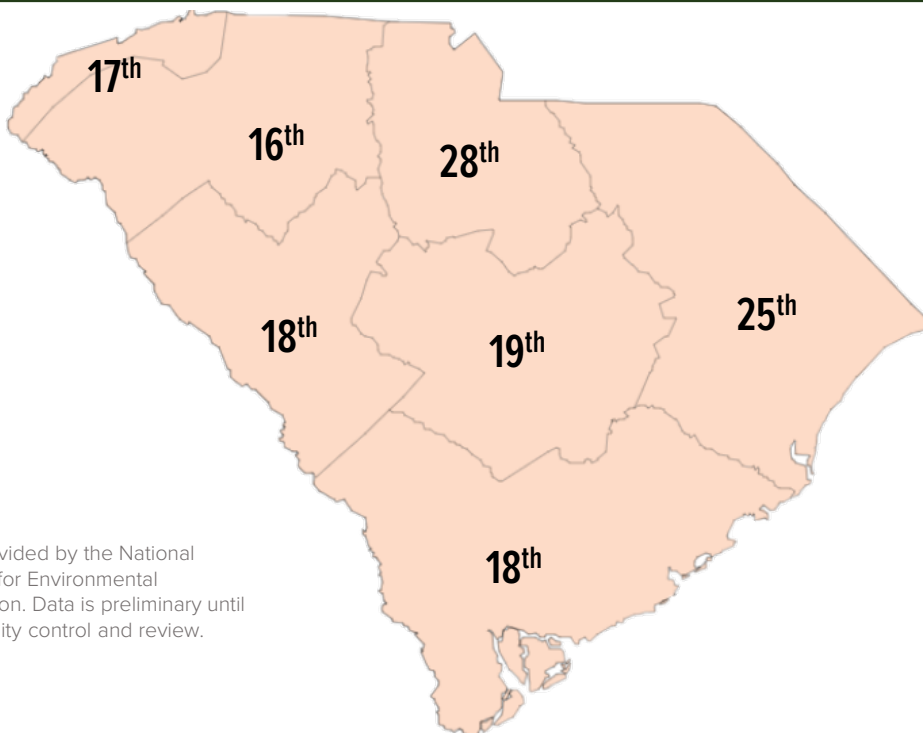 17th
16th
28th
25th
18th
19th
18th
vided by the National
for Environmental
on. Data is preliminary until
ity control and review.